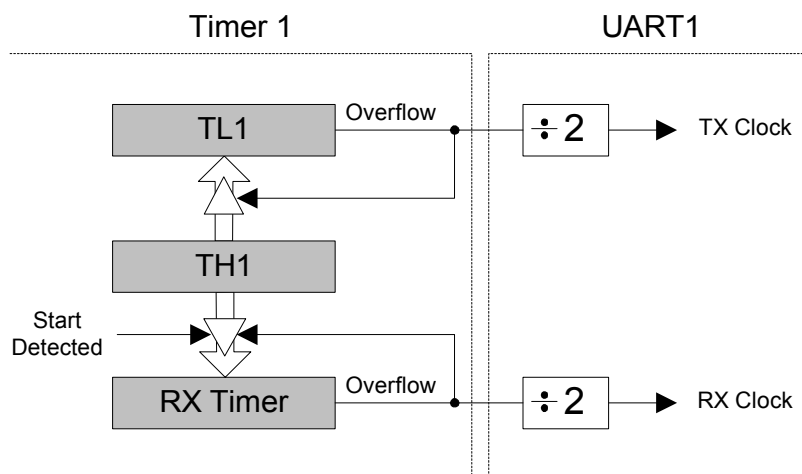 Timer 1
UART1
TL1
Overflow
÷ 2
TX Clock
TH1
Start
Detected
RX Timer
Overflow
÷ 2
RX Clock